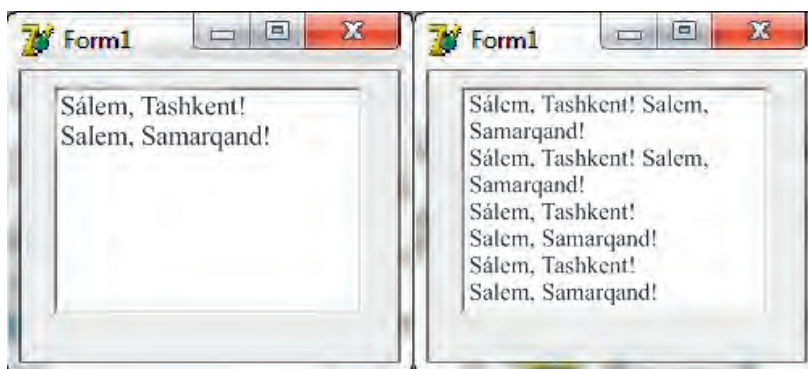 Form1
Sálem, Tashkent!
Salem, Samarqand!
Form1
Sálem, Tashkent! Salem,
Samarqand!
Sálem, Tashkent! Salem,
Samarqand!
Sálem, Tashkent!
Salem, Samarqand!
Sálem, Tashkent!
Salem, Samarqand!